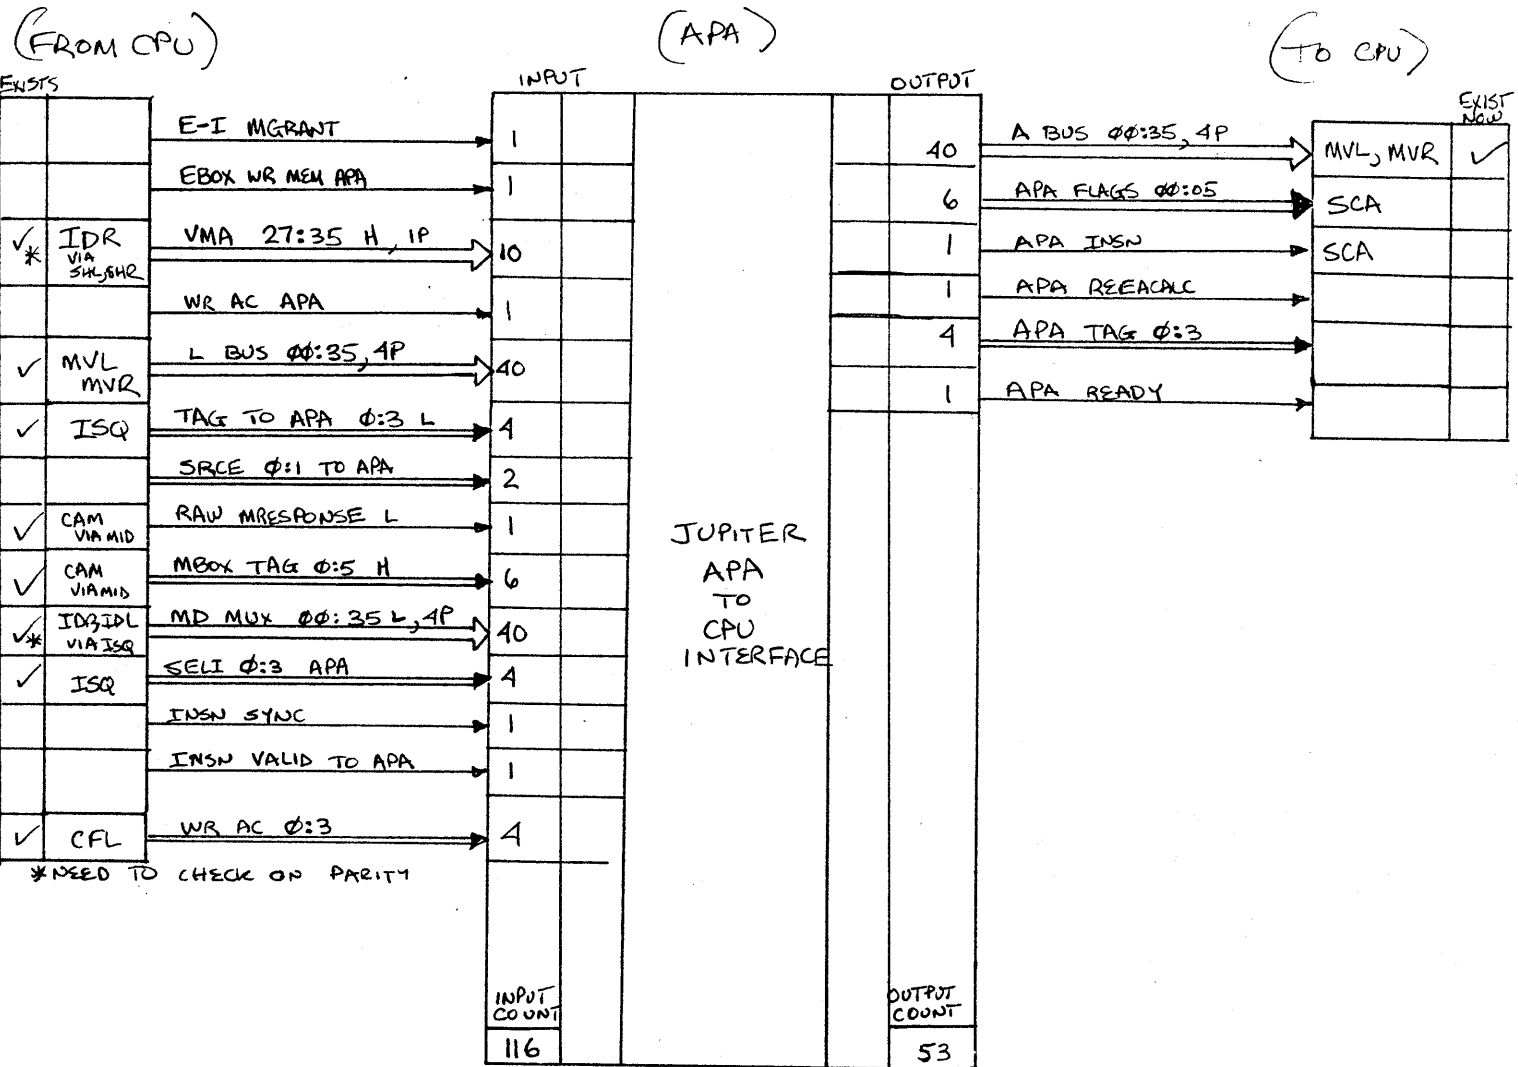 (FROM CPU)
(APA)
(TO CPU)
EXISTS
INPUT
OUTPUT
EXIST
NOW
E-I MGRANT
1
EBOX WR MEM APA
1
✓* IDR
VIA
SHL, SHR
VMA 27:35 H, 1P
10
WR AC APA
1
✓ MVL
MVR
L BUS 00:35, 4P
40
✓ ISQ
TAG TO APA 0:3 L
4
SRCE 0:1 TO APA
2
✓ CAM
VIA MID
RAW MRESPONSE L
1
✓ CAM
VIA MID
MBOX TAG 0:5 H
6
VIA ISQ
MD MUX 00:35 L, 4P
40
✓ ISQ
SELI 0:3 APA
4
INSN SYNC
1
INSN VALID TO APA
1
✓ CFL
WR AC 0:3
4
* NEED TO CHECK ON PARITY
INPUT
COUNT
116
JUPITER
APA
TO
CPU
INTERFACE
40
A BUS 00:35, 4P
MVL, MVR ✓
6
APA FLAGS 00:05
SCA
1
APA INSN
SCA
1
APA REEACALC
4
APA TAG 0:3
1
APA READY
OUTPUT
COUNT
53